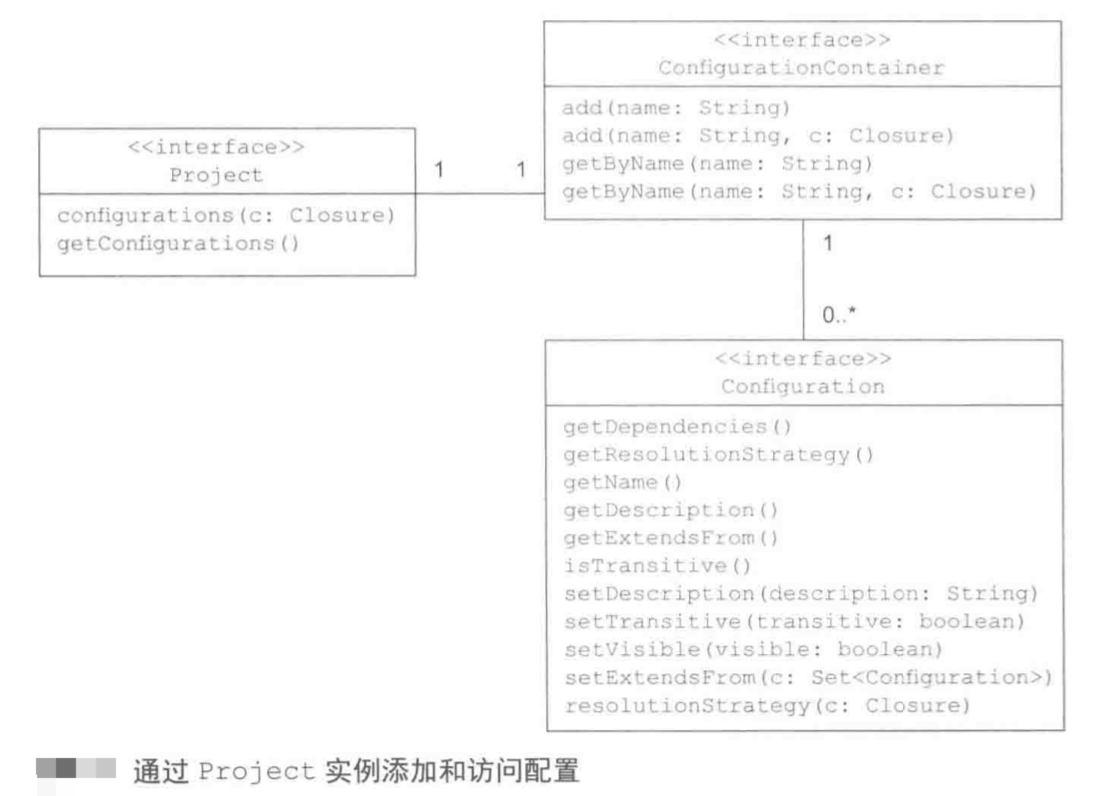 <<interface>>
ConfigurationContainer
add(name: String)
add(name: String, c: Closure)
getByName(name: String)
getByName(name: String, c: Closure)
<<interface>>
Project
configurations(c: Closure)
getConfigurations()
1
1
1
0..*
<<interface>>
Configuration
getDependencies()
getResolutionStrategy()
getName()
getDescription()
getExtendsFrom()
isTransitive()
setDescription(description: String)
setTransitive(transitive: boolean)
setVisible(visible: boolean)
setExtendsFrom(c: Set<Configuration>)
resolutionStrategy(c: Closure)
通过 Project 实例添加和访问配置